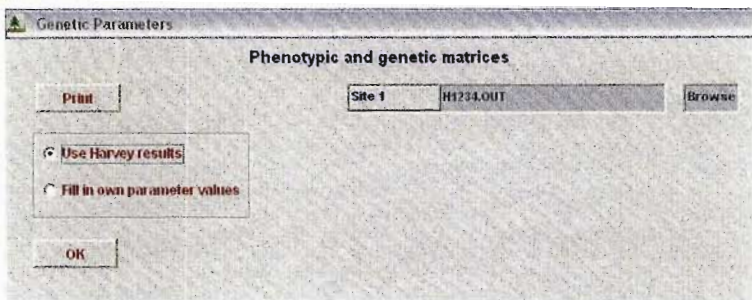 Genetic Parameters
Phenotypic and genetic matrices
Print
Site 1 H1234.OUT Browse
Use Harvey results
Fill in own parameter values
OK